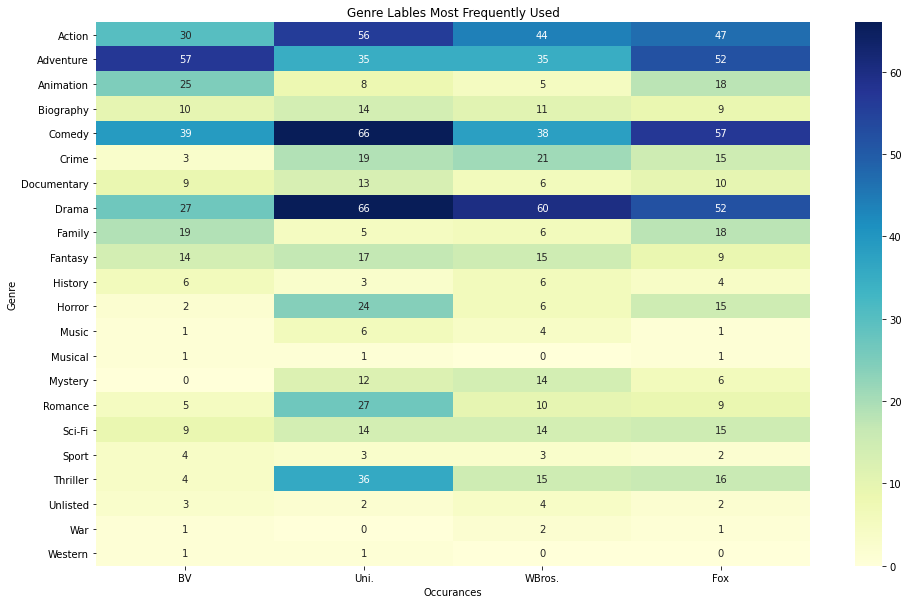 Genre Lables Most Frequently Used
Genre
Action 30 56 44 47
Adventure 57 35 35 52
Animation 25 8 5 18
Biography 10 14 11 9
Comedy 39 66 38 57
Crime 3 19 21 15
Documentary 9 13 6 10
Drama 27 66 60 52
Family 19 5 6 18
Fantasy 14 17 15 9
History 6 3 6 4
Horror 2 24 6 15
Music 1 6 4 1
Musical 1 1 0 1
Mystery 0 12 14 6
Romance 5 27 10 9
Sci-Fi 9 14 14 15
Sport 4 3 3 2
Thriller 4 36 15 16
Unlisted 3 2 4 2
War 1 0 2 1
Western 1 1 0 0
BV Uni. WBros. Fox
Occurances
60
50
40
30
20
10
0